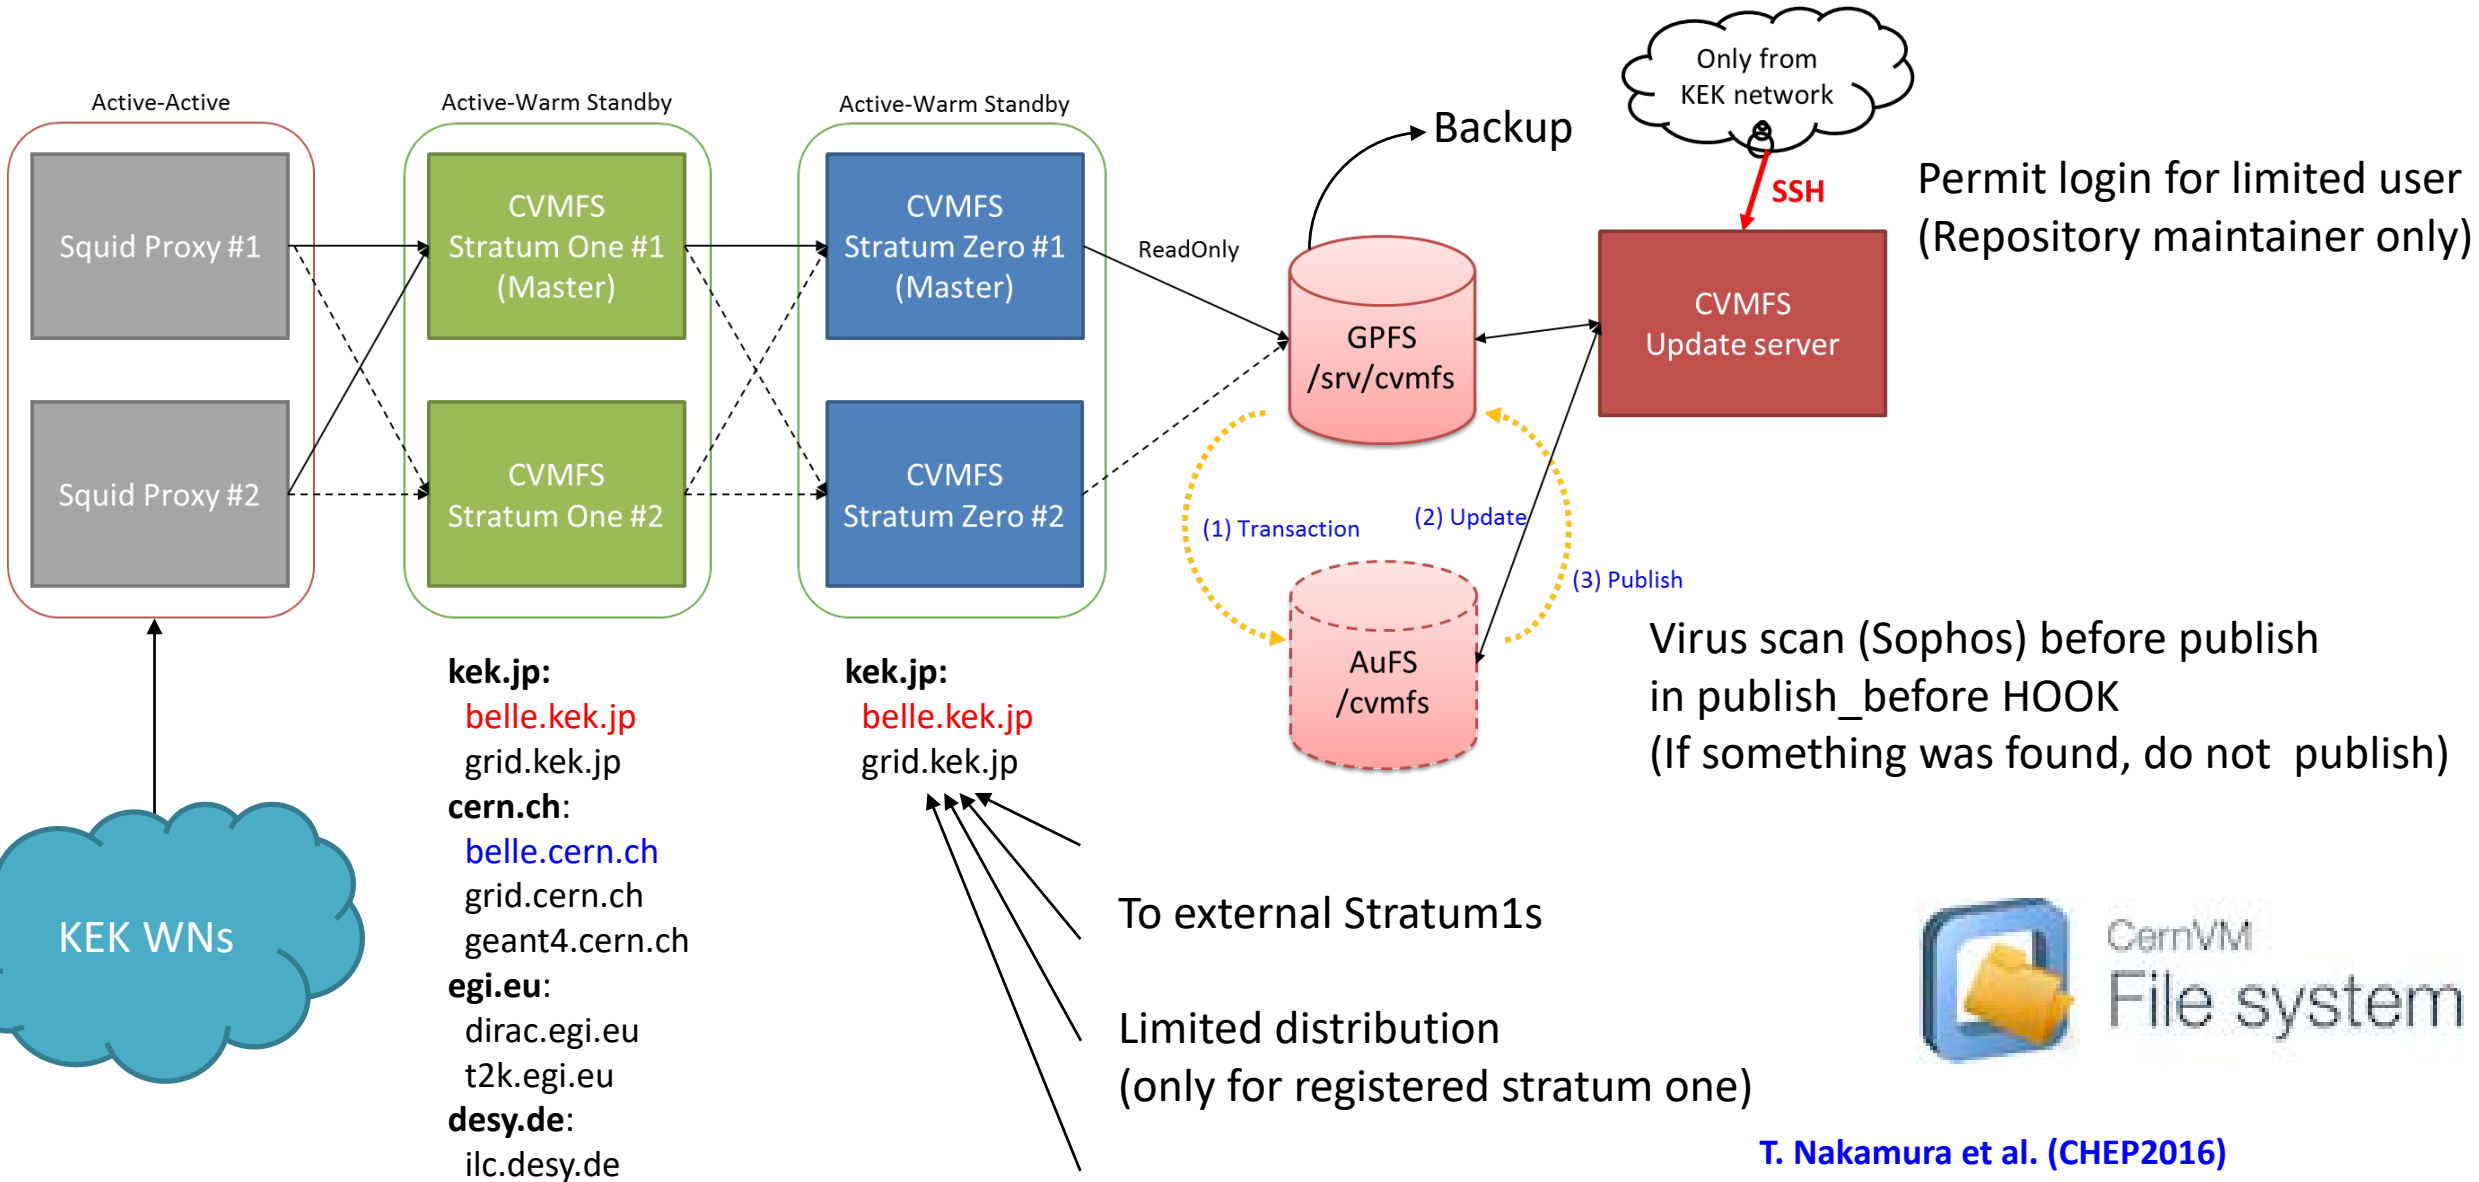 Active-Active
Squid Proxy #1
Squid Proxy #2
KEK WNs
Active-Warm Standby
CVMFS
Stratum One #1
(Master)
CVMFS
Stratum One #2
kek.jp:
belle.kek.jp
grid.kek.jp
cern.ch:
belle.cern.ch
grid.cern.ch
geant4.cern.ch
egi.eu:
dirac.egi.eu
t2k.egi.eu
desy.de:
ilc.desy.de
Active-Warm Standby
CVMFS
Stratum Zero #1
(Master)
CVMFS
Stratum Zero #2
kek.jp:
belle.kek.jp
grid.kek.jp
To external Stratum1s
Limited distribution
(only for registered stratum one)
ReadOnly
Backup
GPFS
/srv/cvmfs
(1) Transaction
(2) Update
(3) Publish
AuFS
/cvmfs
Only from
KEK network
SSH
CVMFS
Update server
Permit login for limited user
(Repository maintainer only)
Virus scan (Sophos) before publish
in publish_before HOOK
(If something was found, do not  publish)
CernVM
File system
T. Nakamura et al. (CHEP2016)